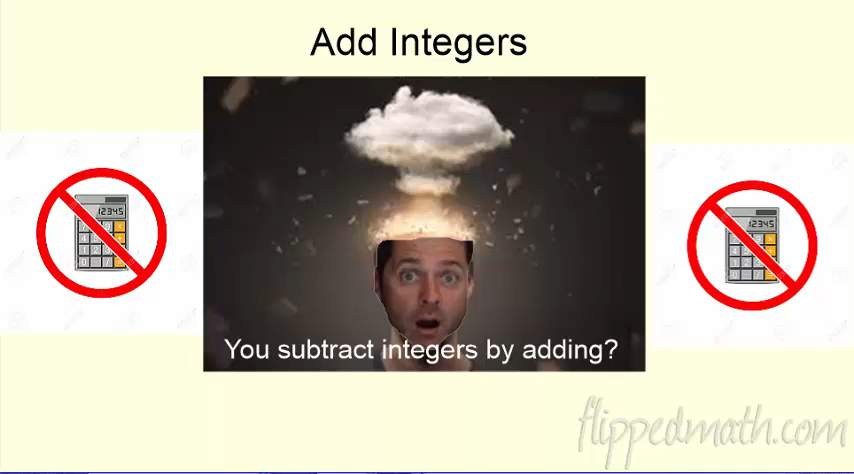 Add Integers
12345
12345
You subtract integers by adding?
flippedmath.com